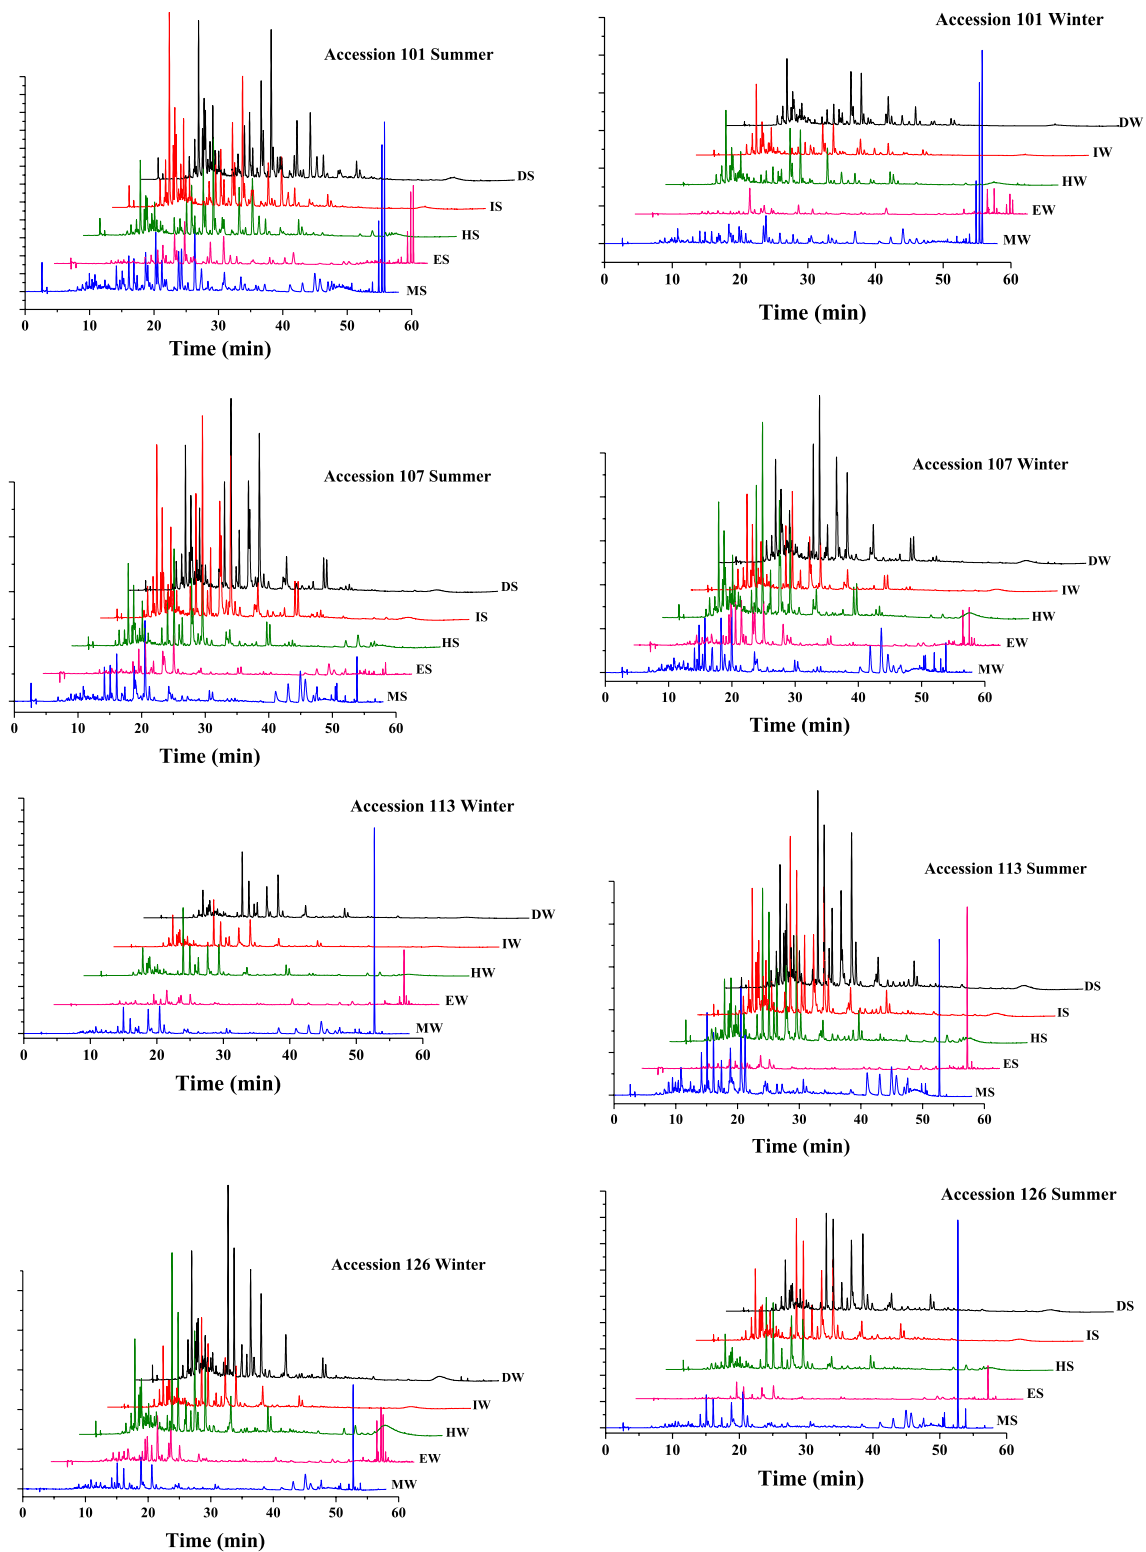 Accession 101 Summer
DS
IS
HS
ES
MS
0 10 20 30 40 50 60
Time (min)
Accession 101 Winter
DW
IW
HW
EW
MW
0 10 20 30 40 50 60
Time (min)
Accession 107 Summer
DS
IS
HS
ES
MS
0 10 20 30 40 50 60
Time (min)
Accession 107 Winter
DW
IW
HW
EW
MW
0 10 20 30 40 50 60
Time (min)
Accession 113 Winter
DW
IW
HW
EW
MW
0 10 20 30 40 50 60
Time (min)
Accession 113 Summer
DS
IS
HS
ES
MS
0 10 20 30 40 50 60
Time (min)
Accession 126 Winter
DW
IW
HW
EW
MW
0 10 20 30 40 50 60
Time (min)
Accession 126 Summer
DS
IS
HS
ES
MS
0 10 20 30 40 50 60
Time (min)